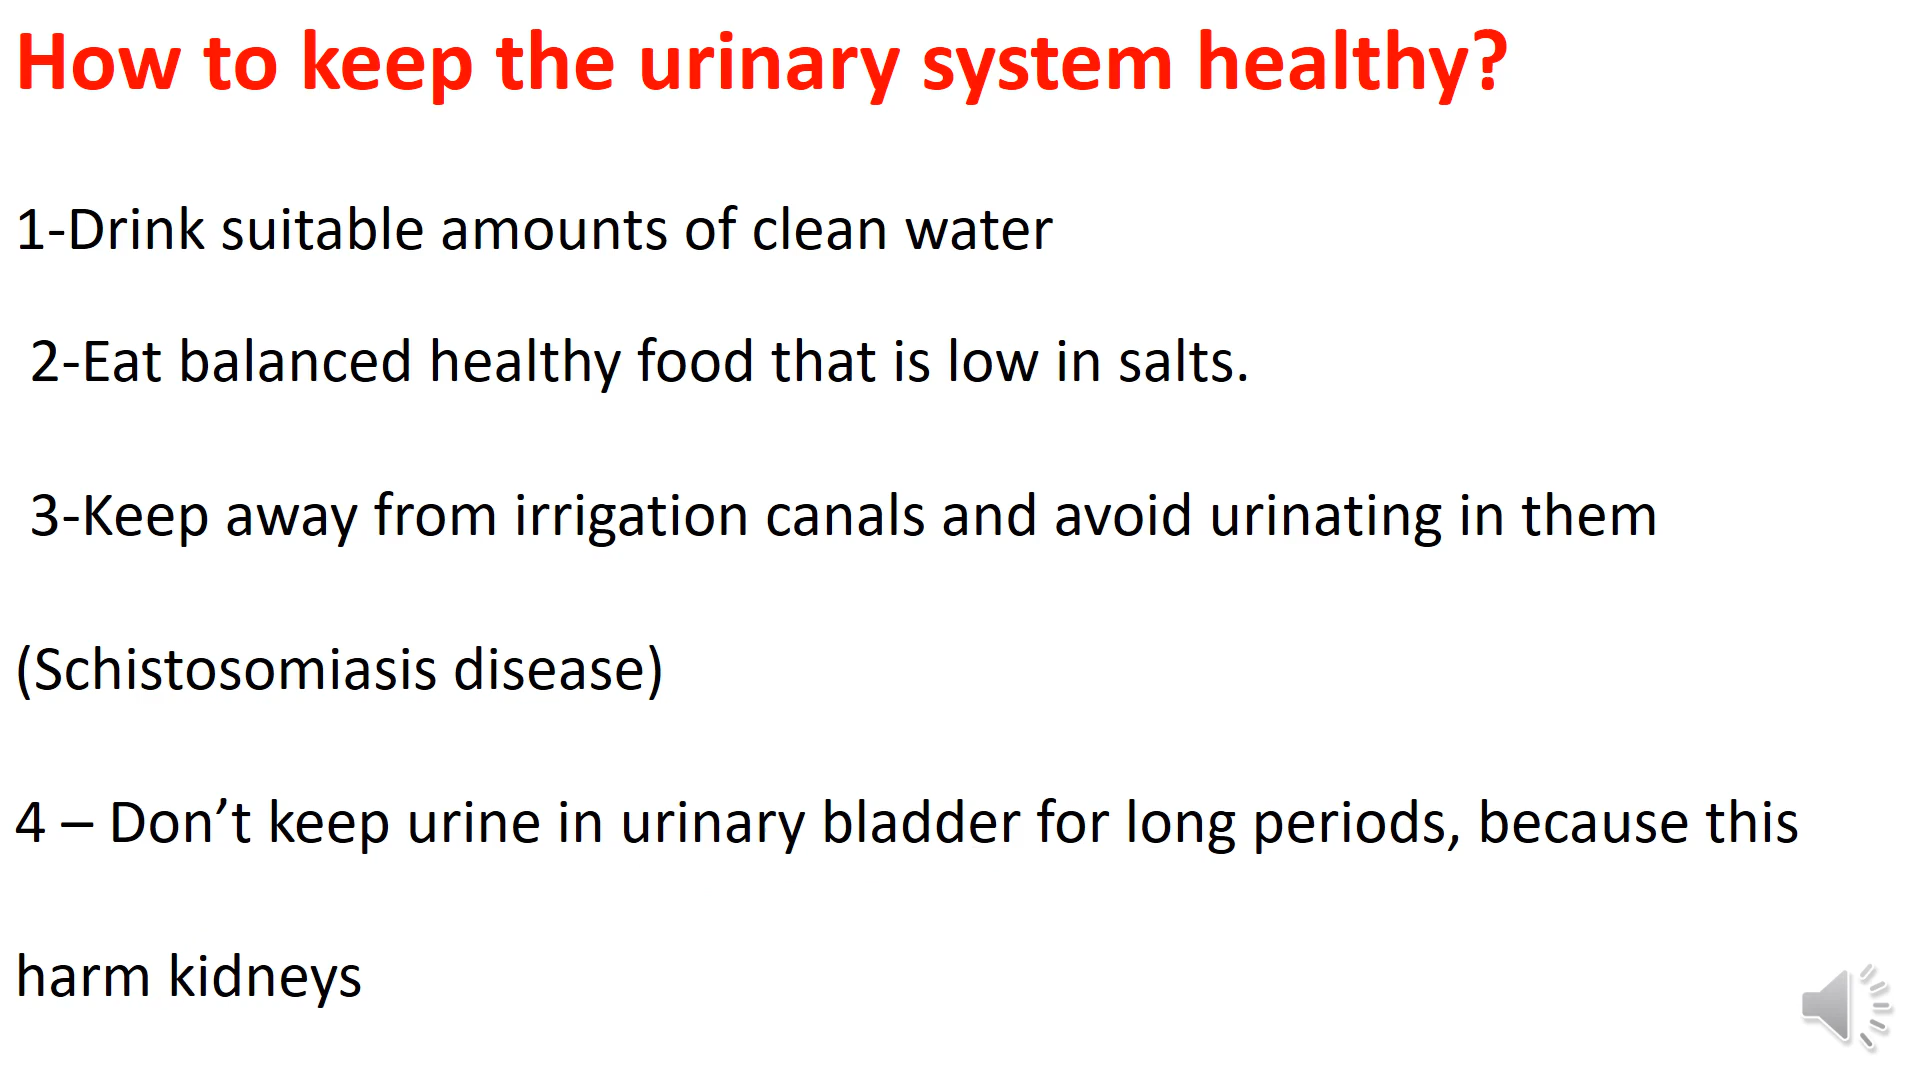 How to keep the urinary system healthy?
1-Drink suitable amounts of clean water
2-Eat balanced healthy food that is low in salts.
3-Keep away from irrigation canals and avoid urinating in them
(Schistosomiasis disease)
4 – Don’t keep urine in urinary bladder for long periods, because this
harm kidneys